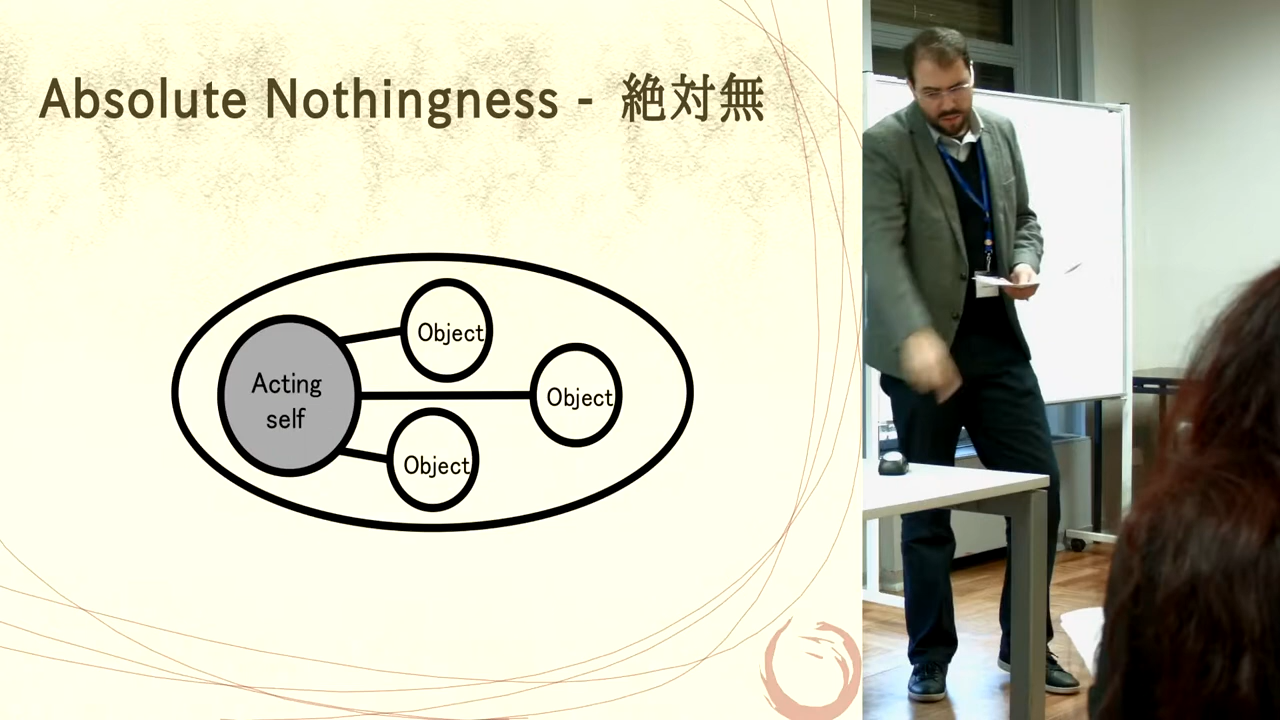 Absolute Nothingness - 絶対無
Object
Acting
self
Object
Object